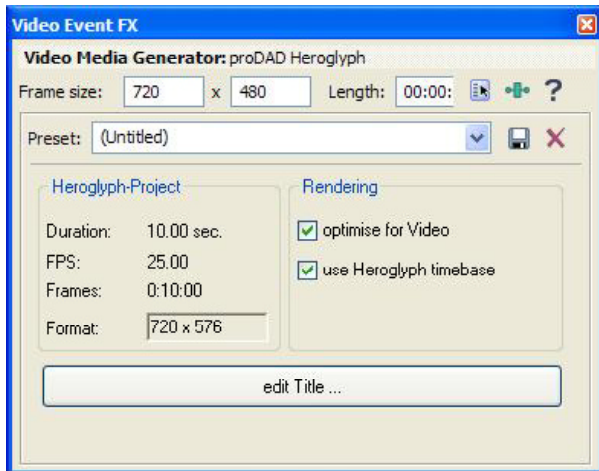 Video Event FX
Video Media Generator: proDAD Heroglyph
Frame size: 720 x 480 Length: 00:00: ?
Preset: (Untitled)
Heroglyph-Project Rendering
Duration: 10.00 sec. optimise for Video
FPS: 25.00 use Heroglyph timebase
Frames: 0:10:00
Format: 720 x 576
edit Title ...